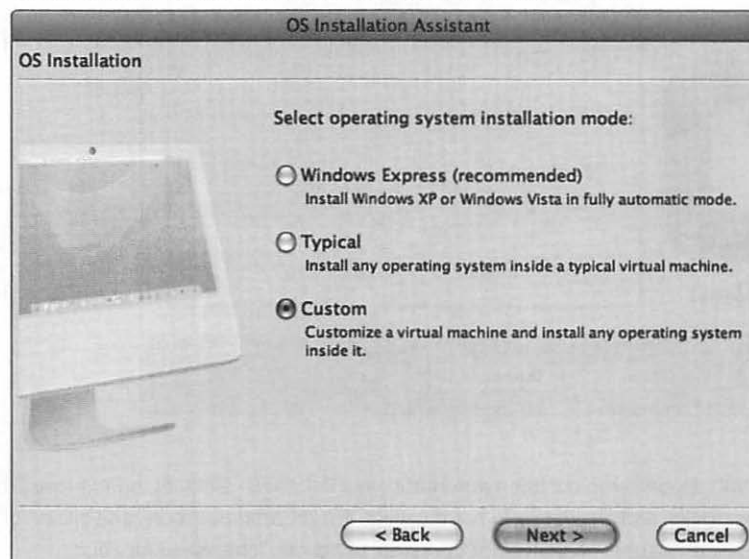 OS Installation Assistant
OS Installation
Select operating system installation mode:
Windows Express (recommended)
Install Windows XP or Windows Vista in fully automatic mode.
Typical
Install any operating system inside a typical virtual machine.
Custom
Customize a virtual machine and install any operating system
inside it.
< Back
Next >
Cancel